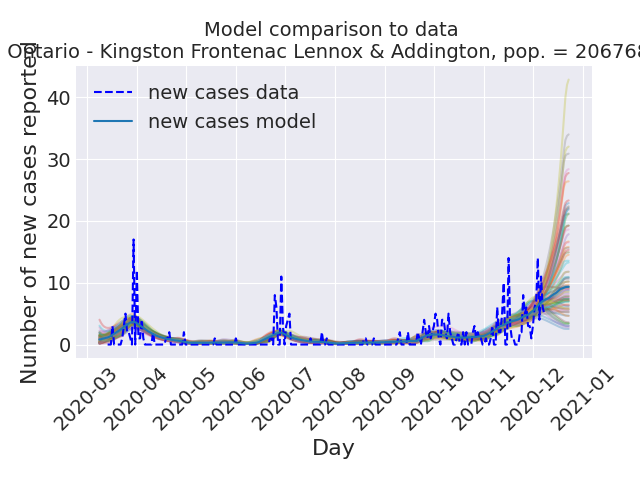 Model comparison to data
Ontario - Kingston Frontenac Lennox & Addington, pop. = 206768
new cases data
new cases model
Number of new cases reported
40
30
20
10
0
2020-03
2020-04
2020-05
2020-06
2020-07
2020-08
2020-09
2020-10
2020-11
2020-12
2021-01
Day